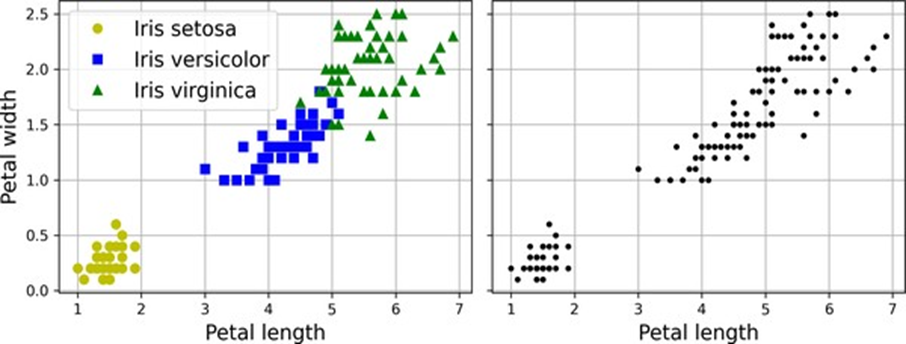 2.5
2.0
1.5
1.0
0.5
0.0
Petal width
Iris setosa
Iris versicolor
Iris virginica
1 2 3 4 5 6 7
Petal length
1 2 3 4 5 6 7
Petal length